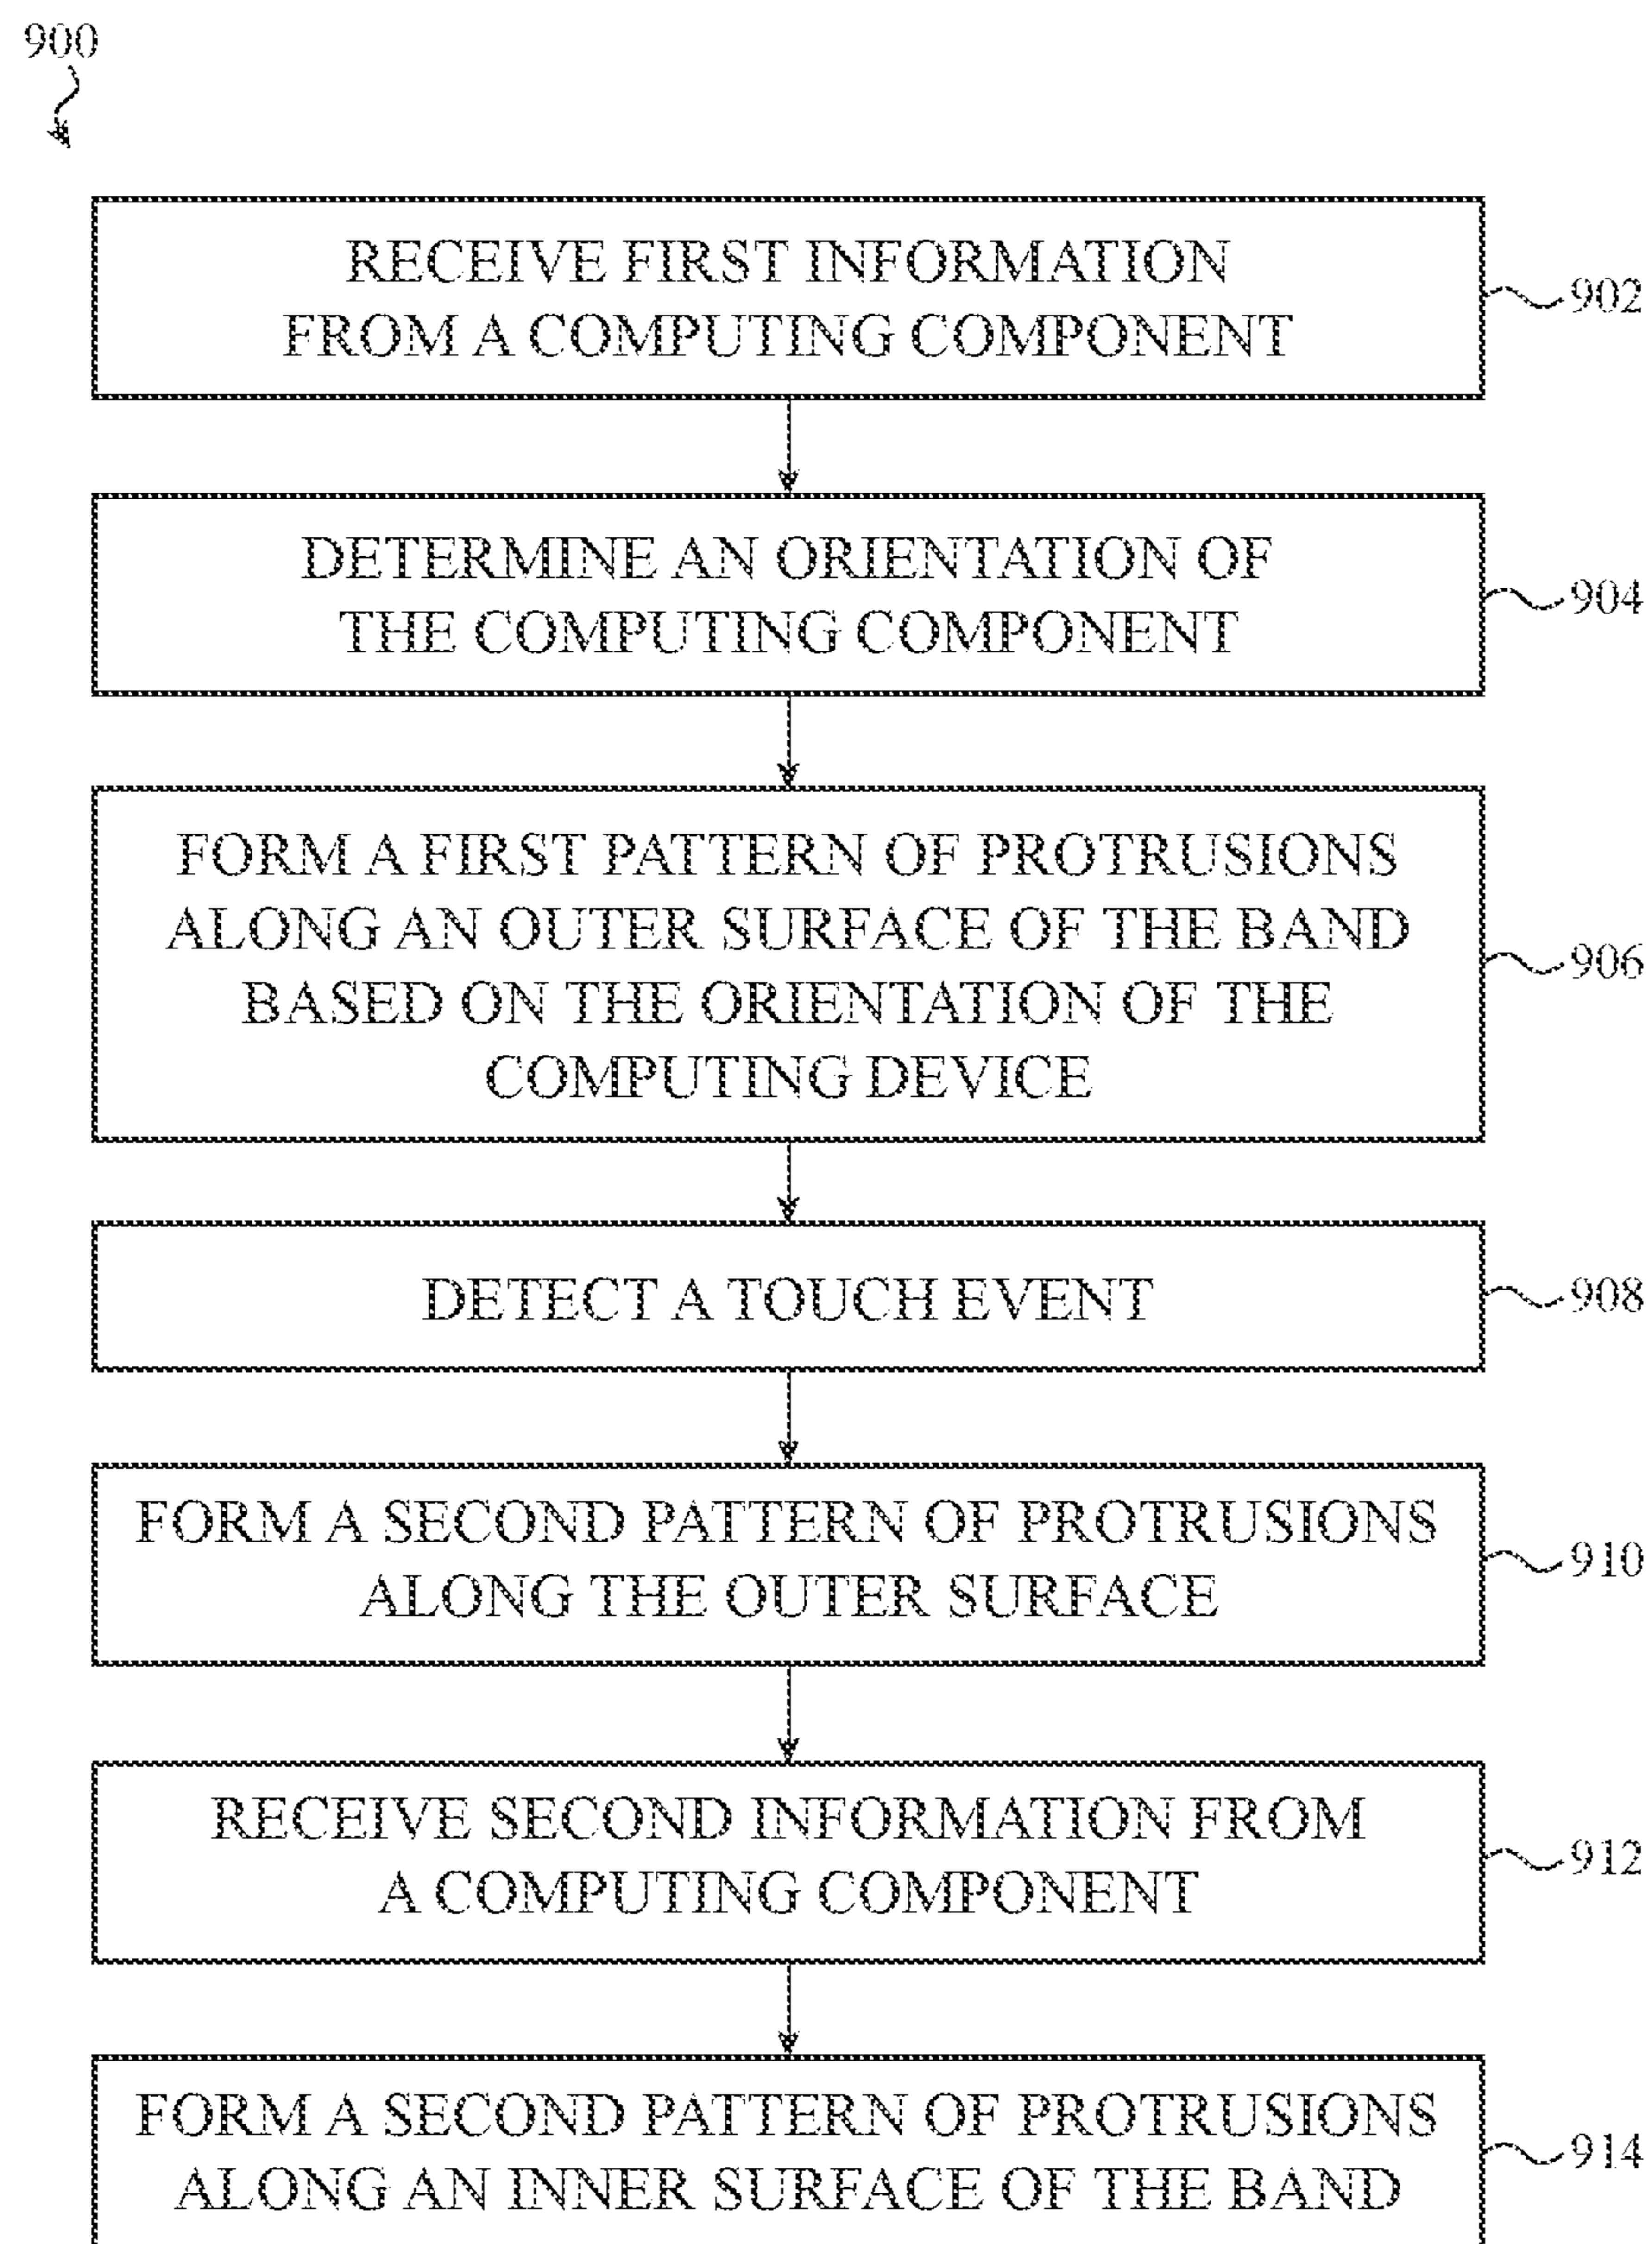 900
RECEIVE FIRST INFORMATION
FROM A COMPUTING COMPONENT
902
DETERMINE AN ORIENTATION OF
THE COMPUTING COMPONENT
904
FORM A FIRST PATTERN OF PROTRUSIONS
ALONG AN OUTER SURFACE OF THE BAND
BASED ON THE ORIENTATION OF THE
COMPUTING DEVICE
906
DETECT A TOUCH EVENT
908
FORM A SECOND PATTERN OF PROTRUSIONS
ALONG THE OUTER SURFACE
910
RECEIVE SECOND INFORMATION FROM
A COMPUTING COMPONENT
912
FORM A SECOND PATTERN OF PROTRUSIONS
ALONG AN INNER SURFACE OF THE BAND
914